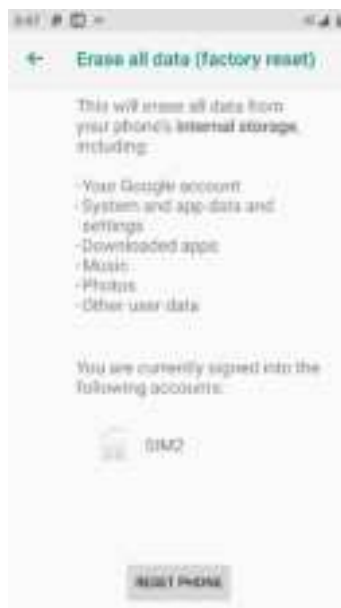 Erase all data (factory reset)
This will erase all data from
your phone's internal storage,
including:
-Your Google account
-System and app data and
settings
-Downloaded apps
-Music
-Photos
-Other user data
You are currently signed into the
following accounts:
SIM2
RESET PHONE